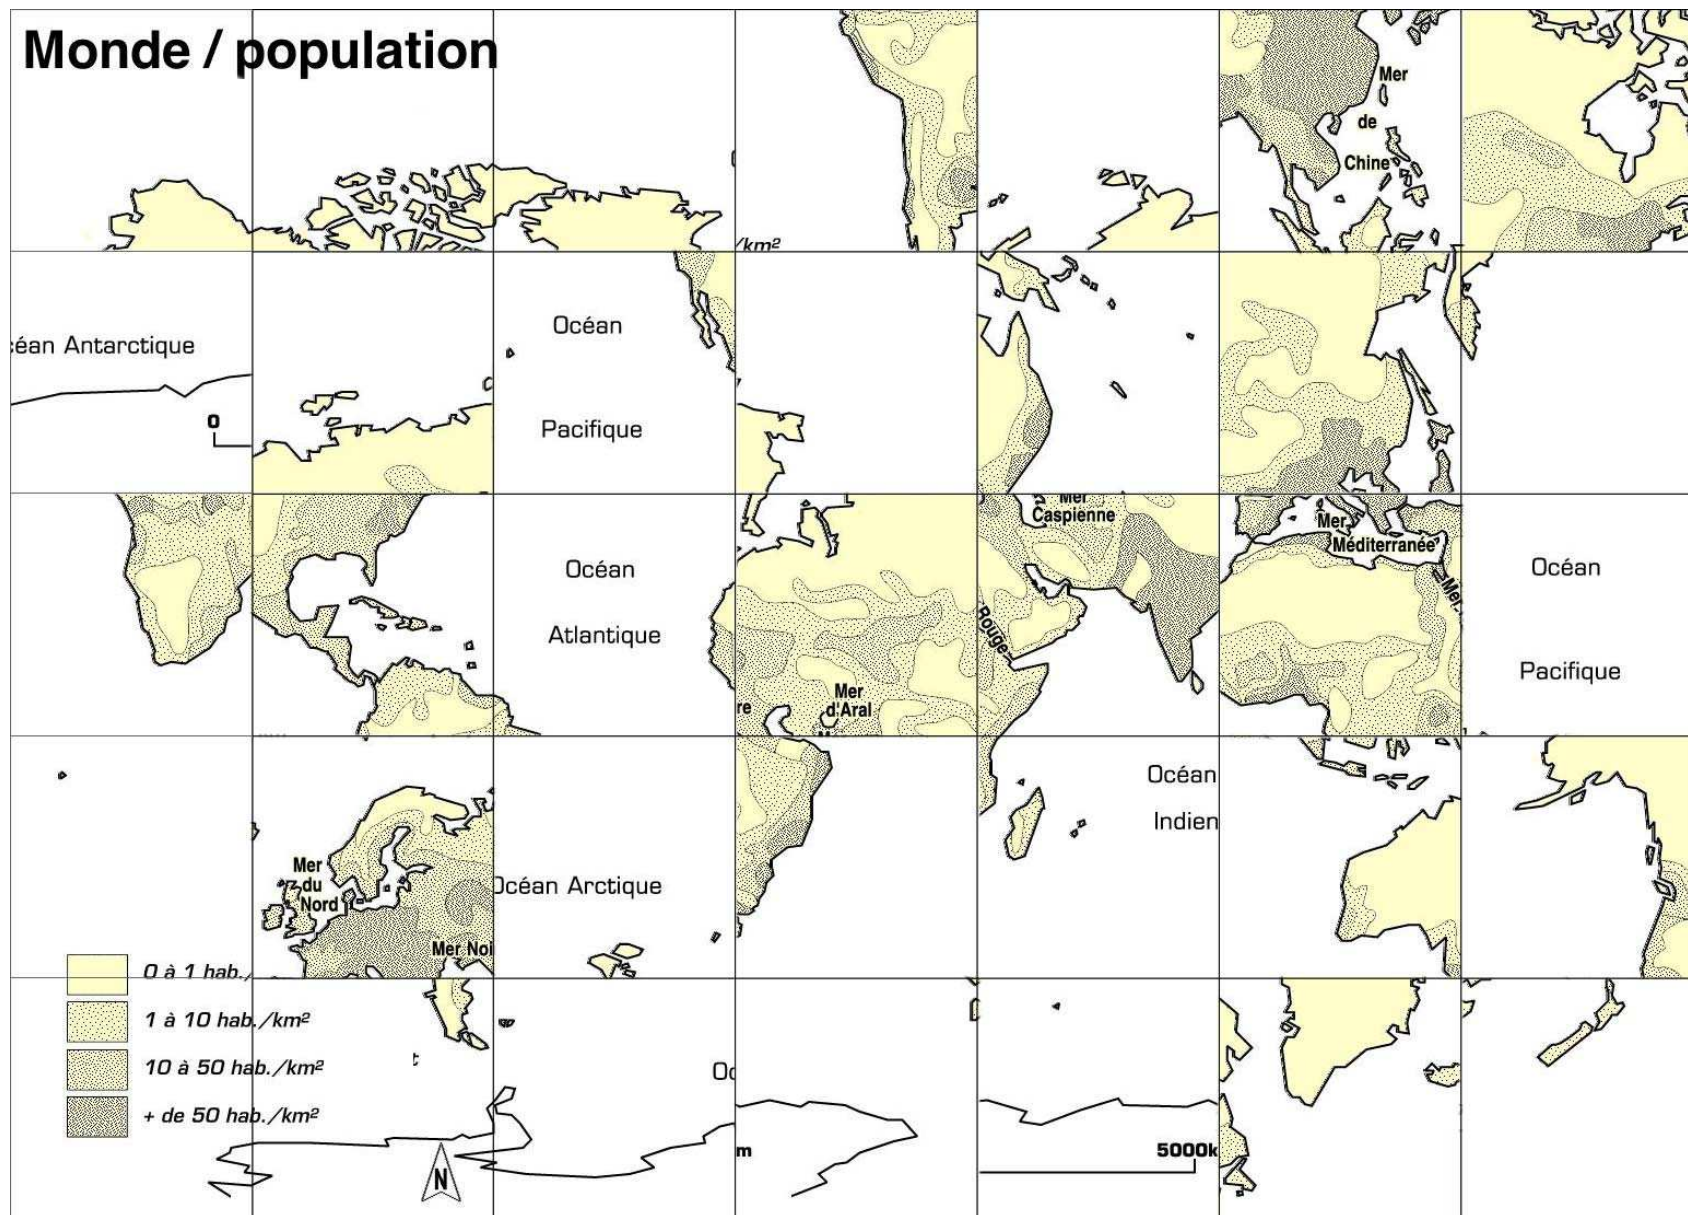 Monde / population
Mer
de
Chine
/km²
Océan
Pacifique
céan Antarctique
0
Mer
Caspienne
Mer
Méditerranée
Mer
Rouge
Océan
Atlantique
Océan
Pacifique
re
Mer
d'Aral
Océan
Indien
Mer
du
Nord
Océan Arctique
Mer Noi
0 à 1 hab./
1 à 10 hab./km²
10 à 50 hab./km²
+ de 50 hab./km²
Oc
N
m
5000k